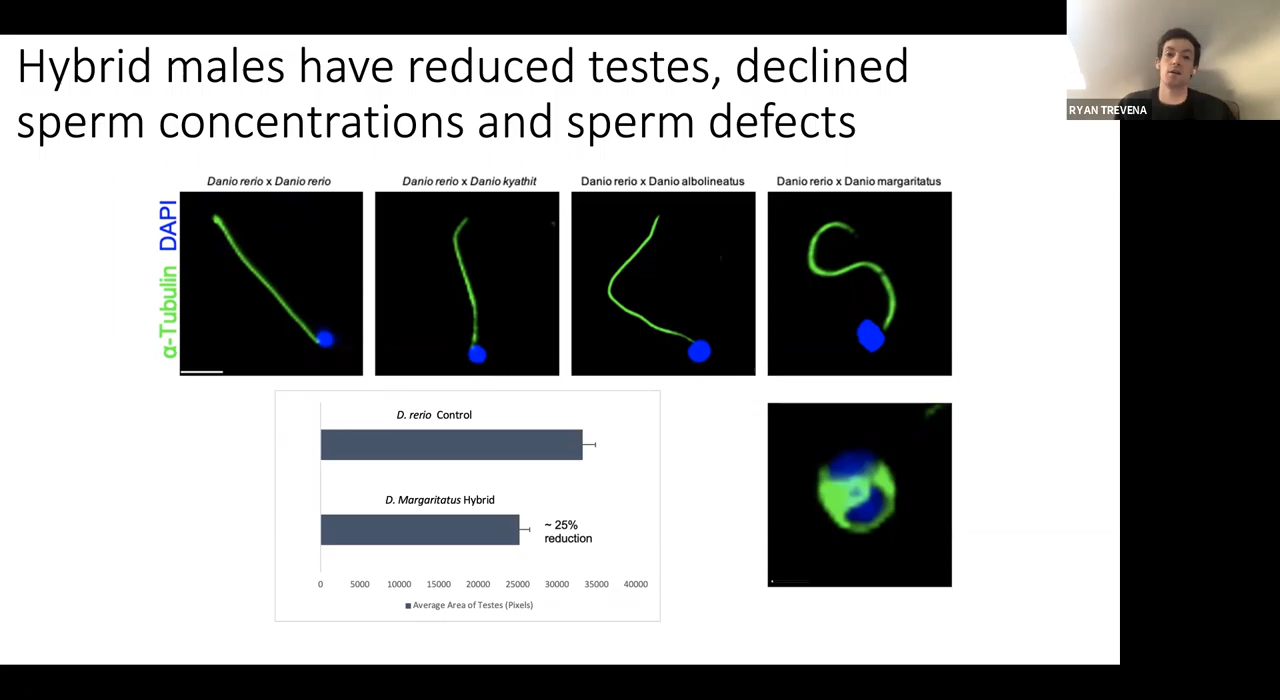 Hybrid males have reduced testes, declined
sperm concentrations and sperm defects
RYAN TREVENA
Danio rerio x Danio rerio
Danio rerio x Danio kyathit
Danio rerio x Danio albolineatus
Danio rerio x Danio margaritatus
α-Tubulin DAPI
D. rerio Control
D. Margaritatus Hybrid
~ 25%
reduction
0 5000 10000 15000 20000 25000 30000 35000 40000
Average Area of Testes (Pixels)